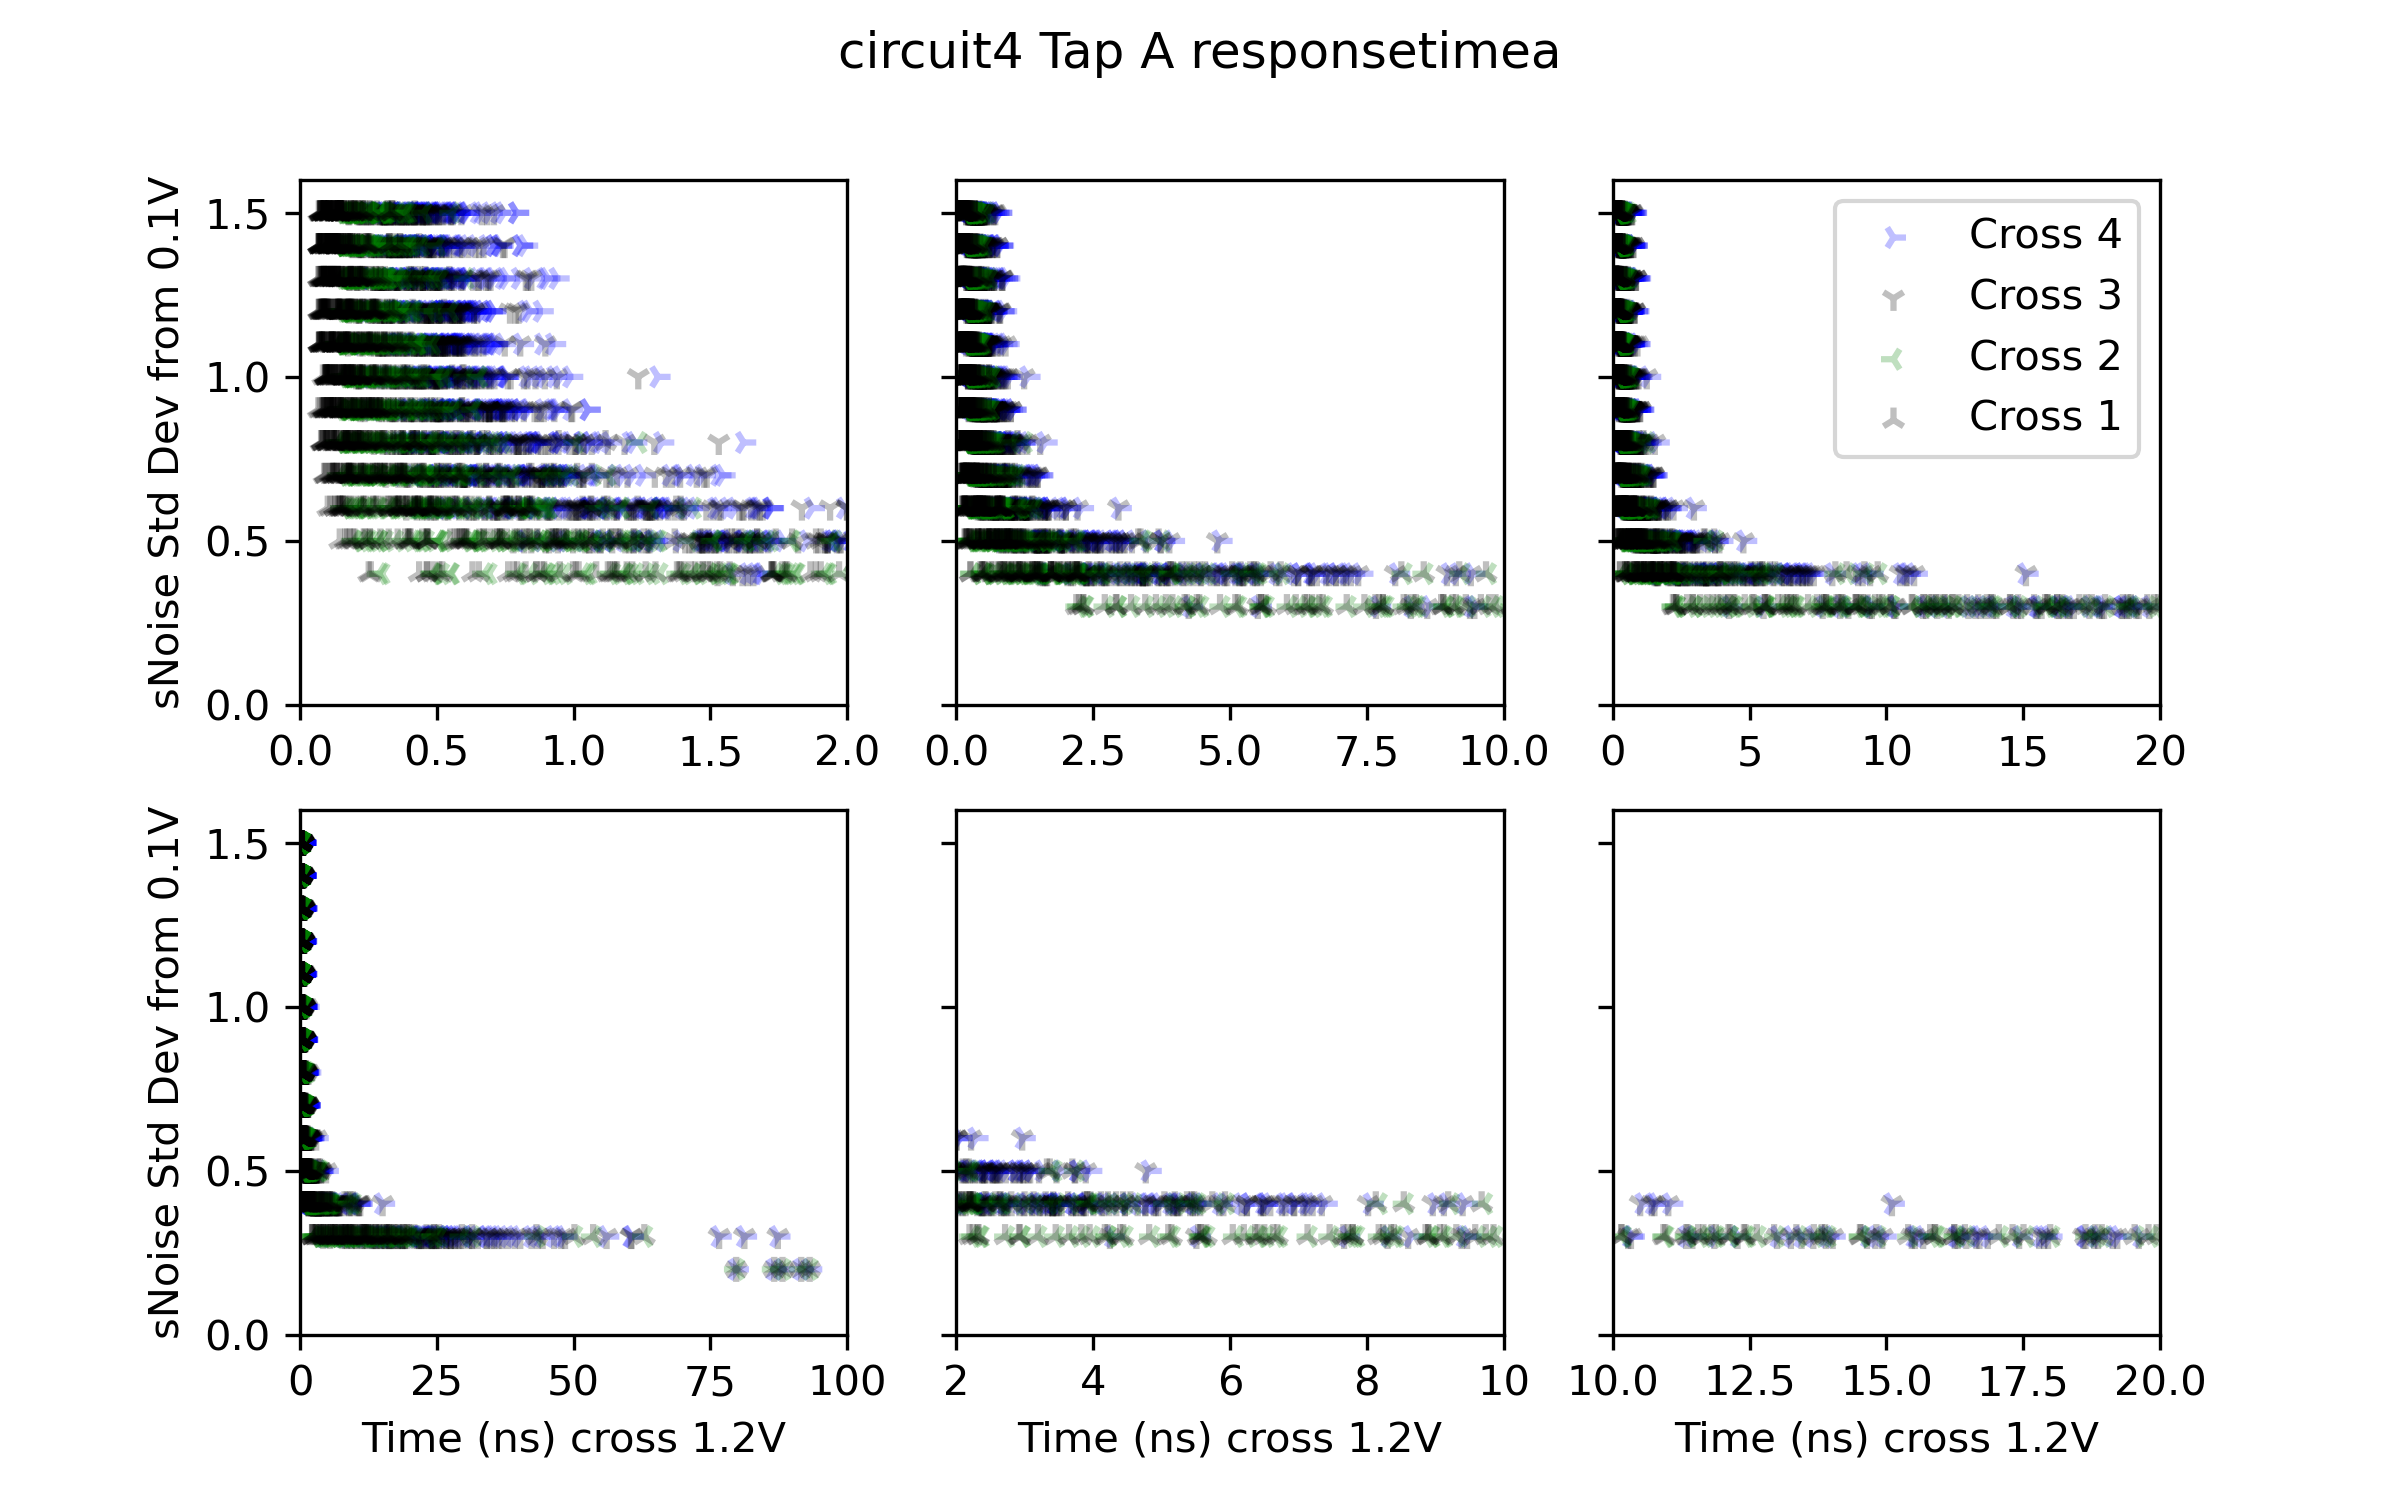 circuit4 Tap A responsetimea
sNoise Std Dev from 0.1V
1.5
1.0
0.5
0.0
0.0 0.5 1.0 1.5 2.0
0.0 2.5 5.0 7.5 10.0
Cross 4
Cross 3
Cross 2
Cross 1
0 5 10 15 20
sNoise Std Dev from 0.1V
1.5
1.0
0.5
0.0
0 25 50 75 100
Time (ns) cross 1.2V
2 4 6 8 10
Time (ns) cross 1.2V
10.0 12.5 15.0 17.5 20.0
Time (ns) cross 1.2V